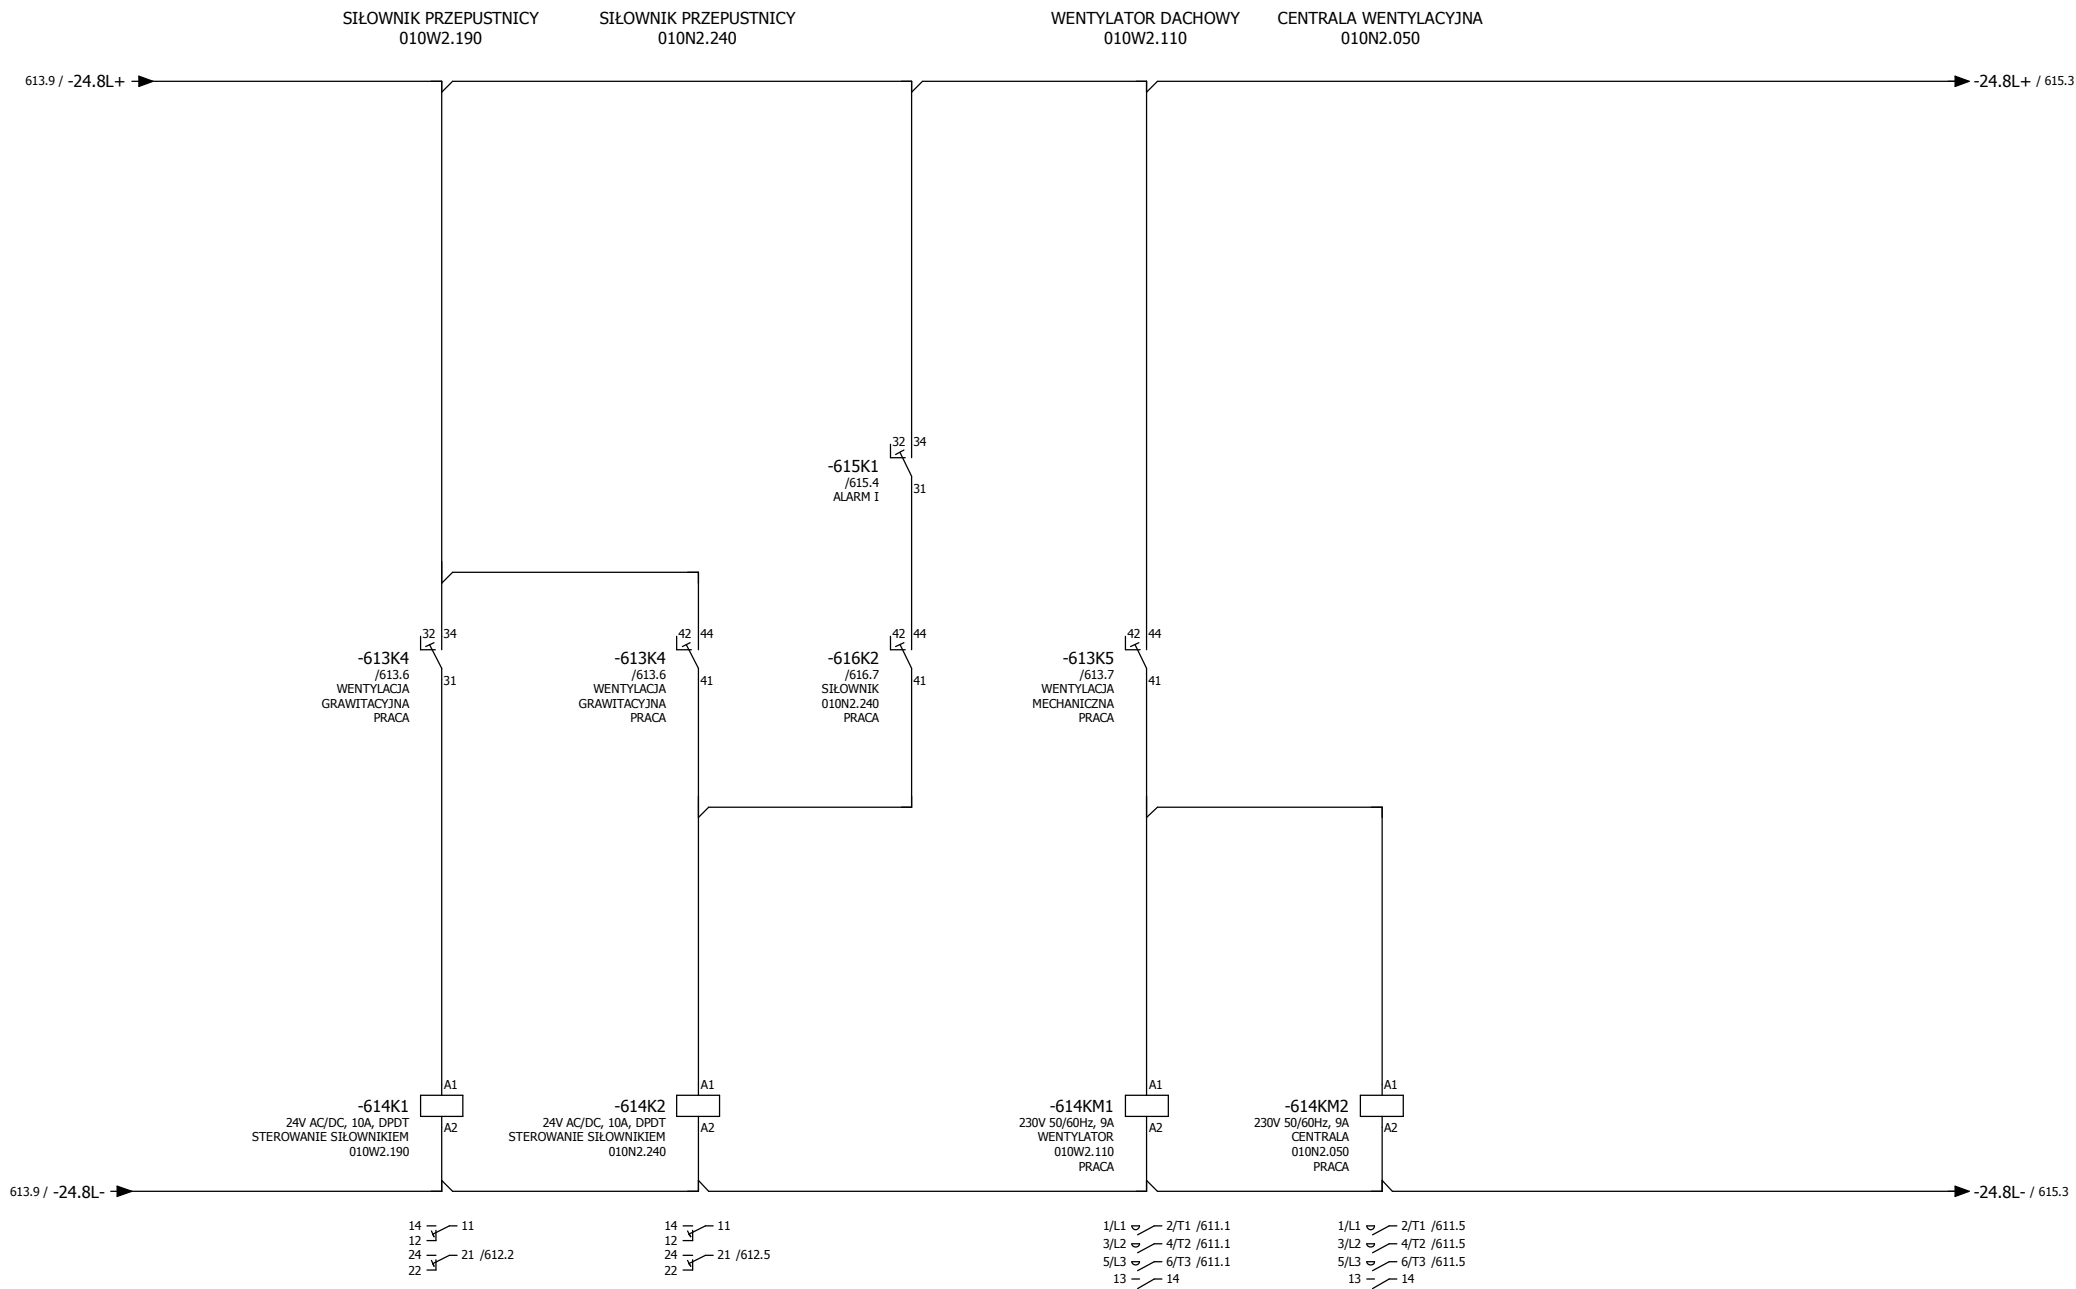 SIŁOWNIK PRZEPUSTNICY
010W2.190
SIŁOWNIK PRZEPUSTNICY
010N2.240
WENTYLATOR DACHOWY
010W2.110
CENTRALA WENTYLACYJNA
010N2.050
613.9 / -24.8L+
-24.8L+ / 615.3
32 34
-615K1
/615.4
ALARM I
31
32 34
-613K4
/613.6
WENTYLACJA
GRAWITACYJNA
PRACA
31
42 44
-613K4
/613.6
WENTYLACJA
GRAWITACYJNA
PRACA
41
42 44
-616K2
/616.7
SIŁOWNIK
010N2.240
PRACA
41
42 44
-613K5
/613.7
WENTYLACJA
MECHANICZNA
PRACA
41
A1
-614K1
24V AC/DC, 10A, DPDT
STEROWANIE SIŁOWNIKIEM
010W2.190
A2
A1
-614K2
24V AC/DC, 10A, DPDT
STEROWANIE SIŁOWNIKIEM
010N2.240
A2
A1
-614KM1
230V 50/60Hz, 9A
WENTYLATOR
010W2.110
PRACA
A2
A1
-614KM2
230V 50/60Hz, 9A
CENTRALA
010N2.050
PRACA
A2
613.9 / -24.8L-
-24.8L- / 615.3
14 11
12
24 21 /612.2
22
14 11
12
24 21 /612.5
22
1/L1 2/T1 /611.1
3/L2 4/T2 /611.1
5/L3 6/T3 /611.1
13 14
1/L1 2/T1 /611.5
3/L2 4/T2 /611.5
5/L3 6/T3 /611.5
13 14